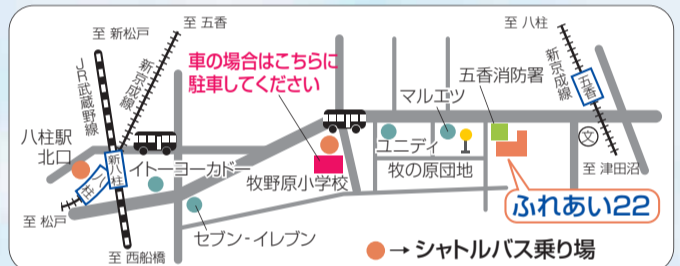 至 新松戸
至 五香
JR武蔵野線
新京成線
八柱駅
北口
新八柱
八柱
至 松戸
至 西船橋
イトーヨーカドー
セブン-イレブン
車の場合はこちらに
駐車してください
牧野原小学校
マルエツ
ユニディ
牧の原団地
五香消防署
至 八柱
新京成線
五香
文
至 津田沼
ふれあい22
→ シャトルバス乗り場